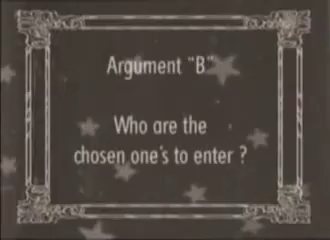 Argument "B"
Who are the
chosen one's to enter ?